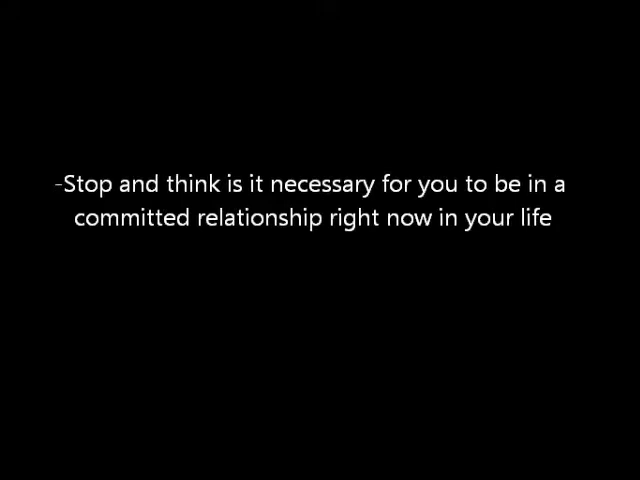 -Stop and think is it necessary for you to be in a
committed relationship right now in your life